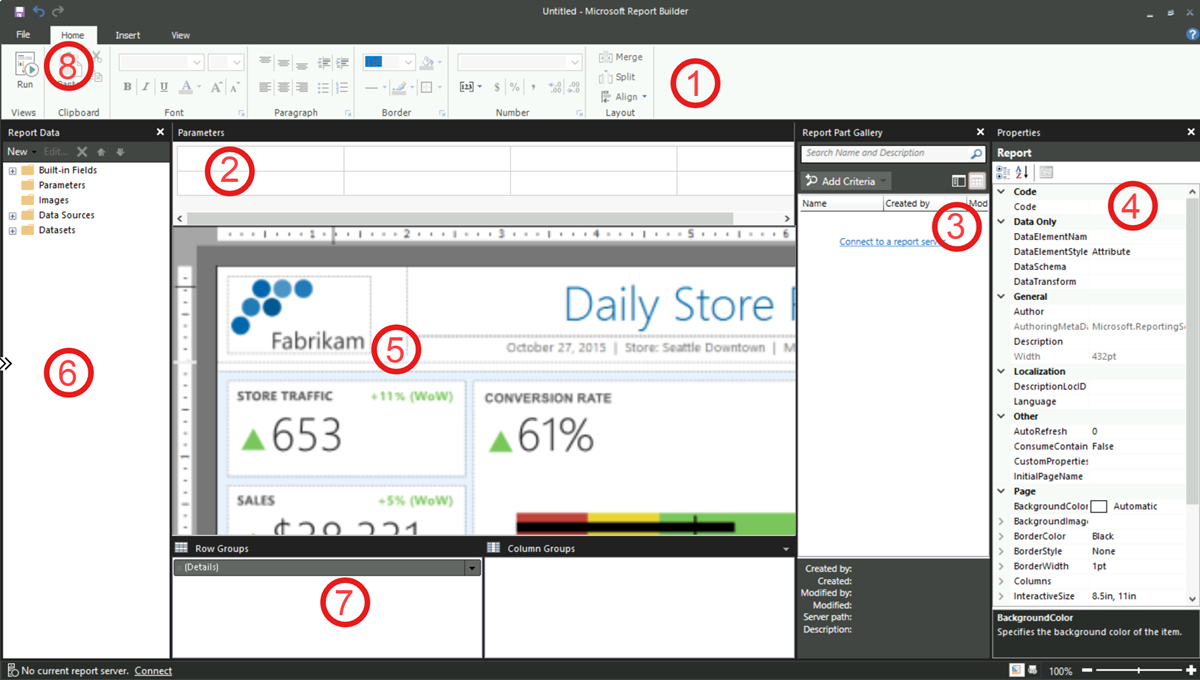 Untitled - Microsoft Report Builder
File Home Insert View
8
1
Run
B I U A A A
$ % ,
Merge
Split
Align
Views Clipboard Font Paragraph Border Number Layout
Report Data
New Edit...
Built-in Fields
Parameters
Images
Data Sources
Datasets
6
Parameters
2
1 2 3 4 5 6
Fabrikam
Daily Store
October 27, 2015 | Store: Seattle Downtown |
5
STORE TRAFFIC +11% (WoW)
653
CONVERSION RATE
61%
SALES +5% (WoW)
Row Groups
(Details)
7
Column Groups
Report Part Gallery
Search Name and Description
Add Criteria
Name Created by Mod
3
Connect to a report serv
Created by:
Created:
Modified by:
Modified:
Server path:
Description:
Properties
Report
4
Code
Code
Data Only
DataElementNam
DataElementStyle Attribute
DataSchema
DataTransform
General
Author
AuthoringMetaDa Microsoft.ReportingSe
Description
Width 432pt
Localization
DescriptionLocID
Language
Other
AutoRefresh 0
ConsumeContain False
CustomProperties
InitialPageName
Page
BackgroundColor Automatic
BackgroundImag
BorderColor Black
BorderStyle None
BorderWidth 1pt
Columns
InteractiveSize 8.5in, 11in
BackgroundColor
Specifies the background color of the item.
No current report server. Connect
100%